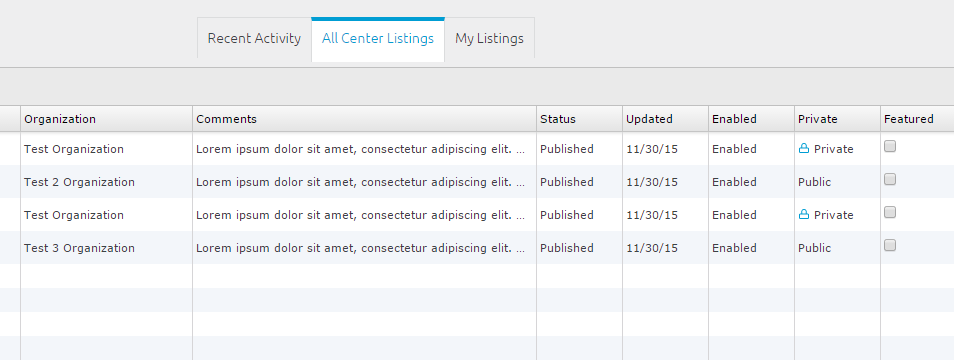 Recent Activity All Center Listings My Listings
Organization Comments Status Updated Enabled Private Featured
Test Organization Lorem ipsum dolor sit amet, consectetur adipiscing elit. ... Published 11/30/15 Enabled Private
Test 2 Organization Lorem ipsum dolor sit amet, consectetur adipiscing elit. ... Published 11/30/15 Enabled Public
Test Organization Lorem ipsum dolor sit amet, consectetur adipiscing elit. ... Published 11/30/15 Enabled Private
Test 3 Organization Lorem ipsum dolor sit amet, consectetur adipiscing elit. ... Published 11/30/15 Enabled Public